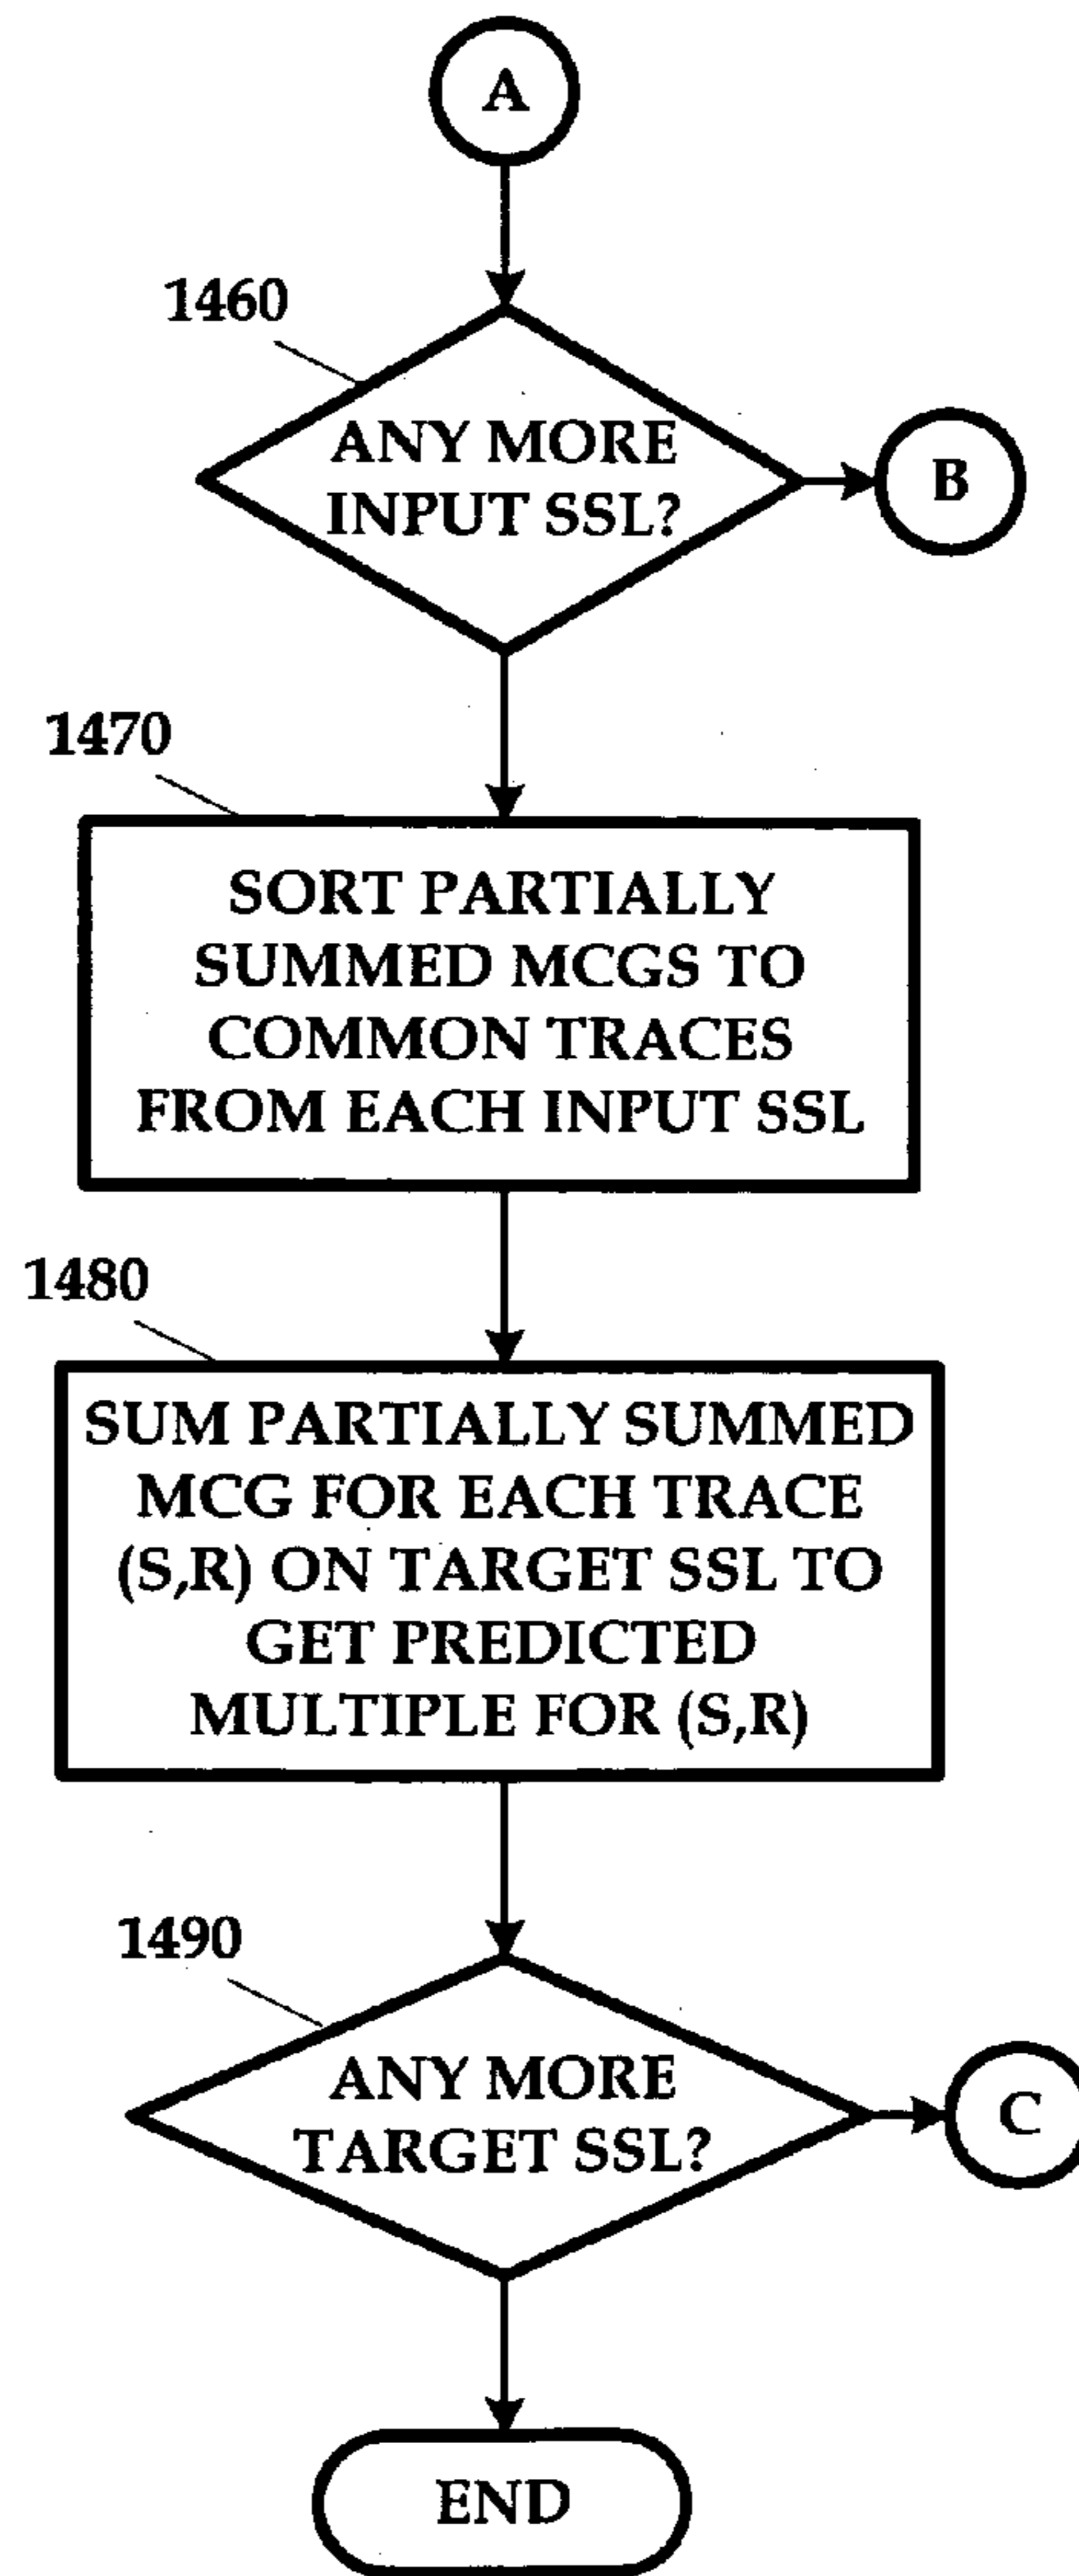 A
1460
ANY MORE
INPUT SSL?
B
1470
SORT PARTIALLY
SUMMED MCGS TO
COMMON TRACES
FROM EACH INPUT SSL
1480
SUM PARTIALLY SUMMED
MCG FOR EACH TRACE
(S,R) ON TARGET SSL TO
GET PREDICTED
MULTIPLE FOR (S,R)
1490
ANY MORE
TARGET SSL?
C
END